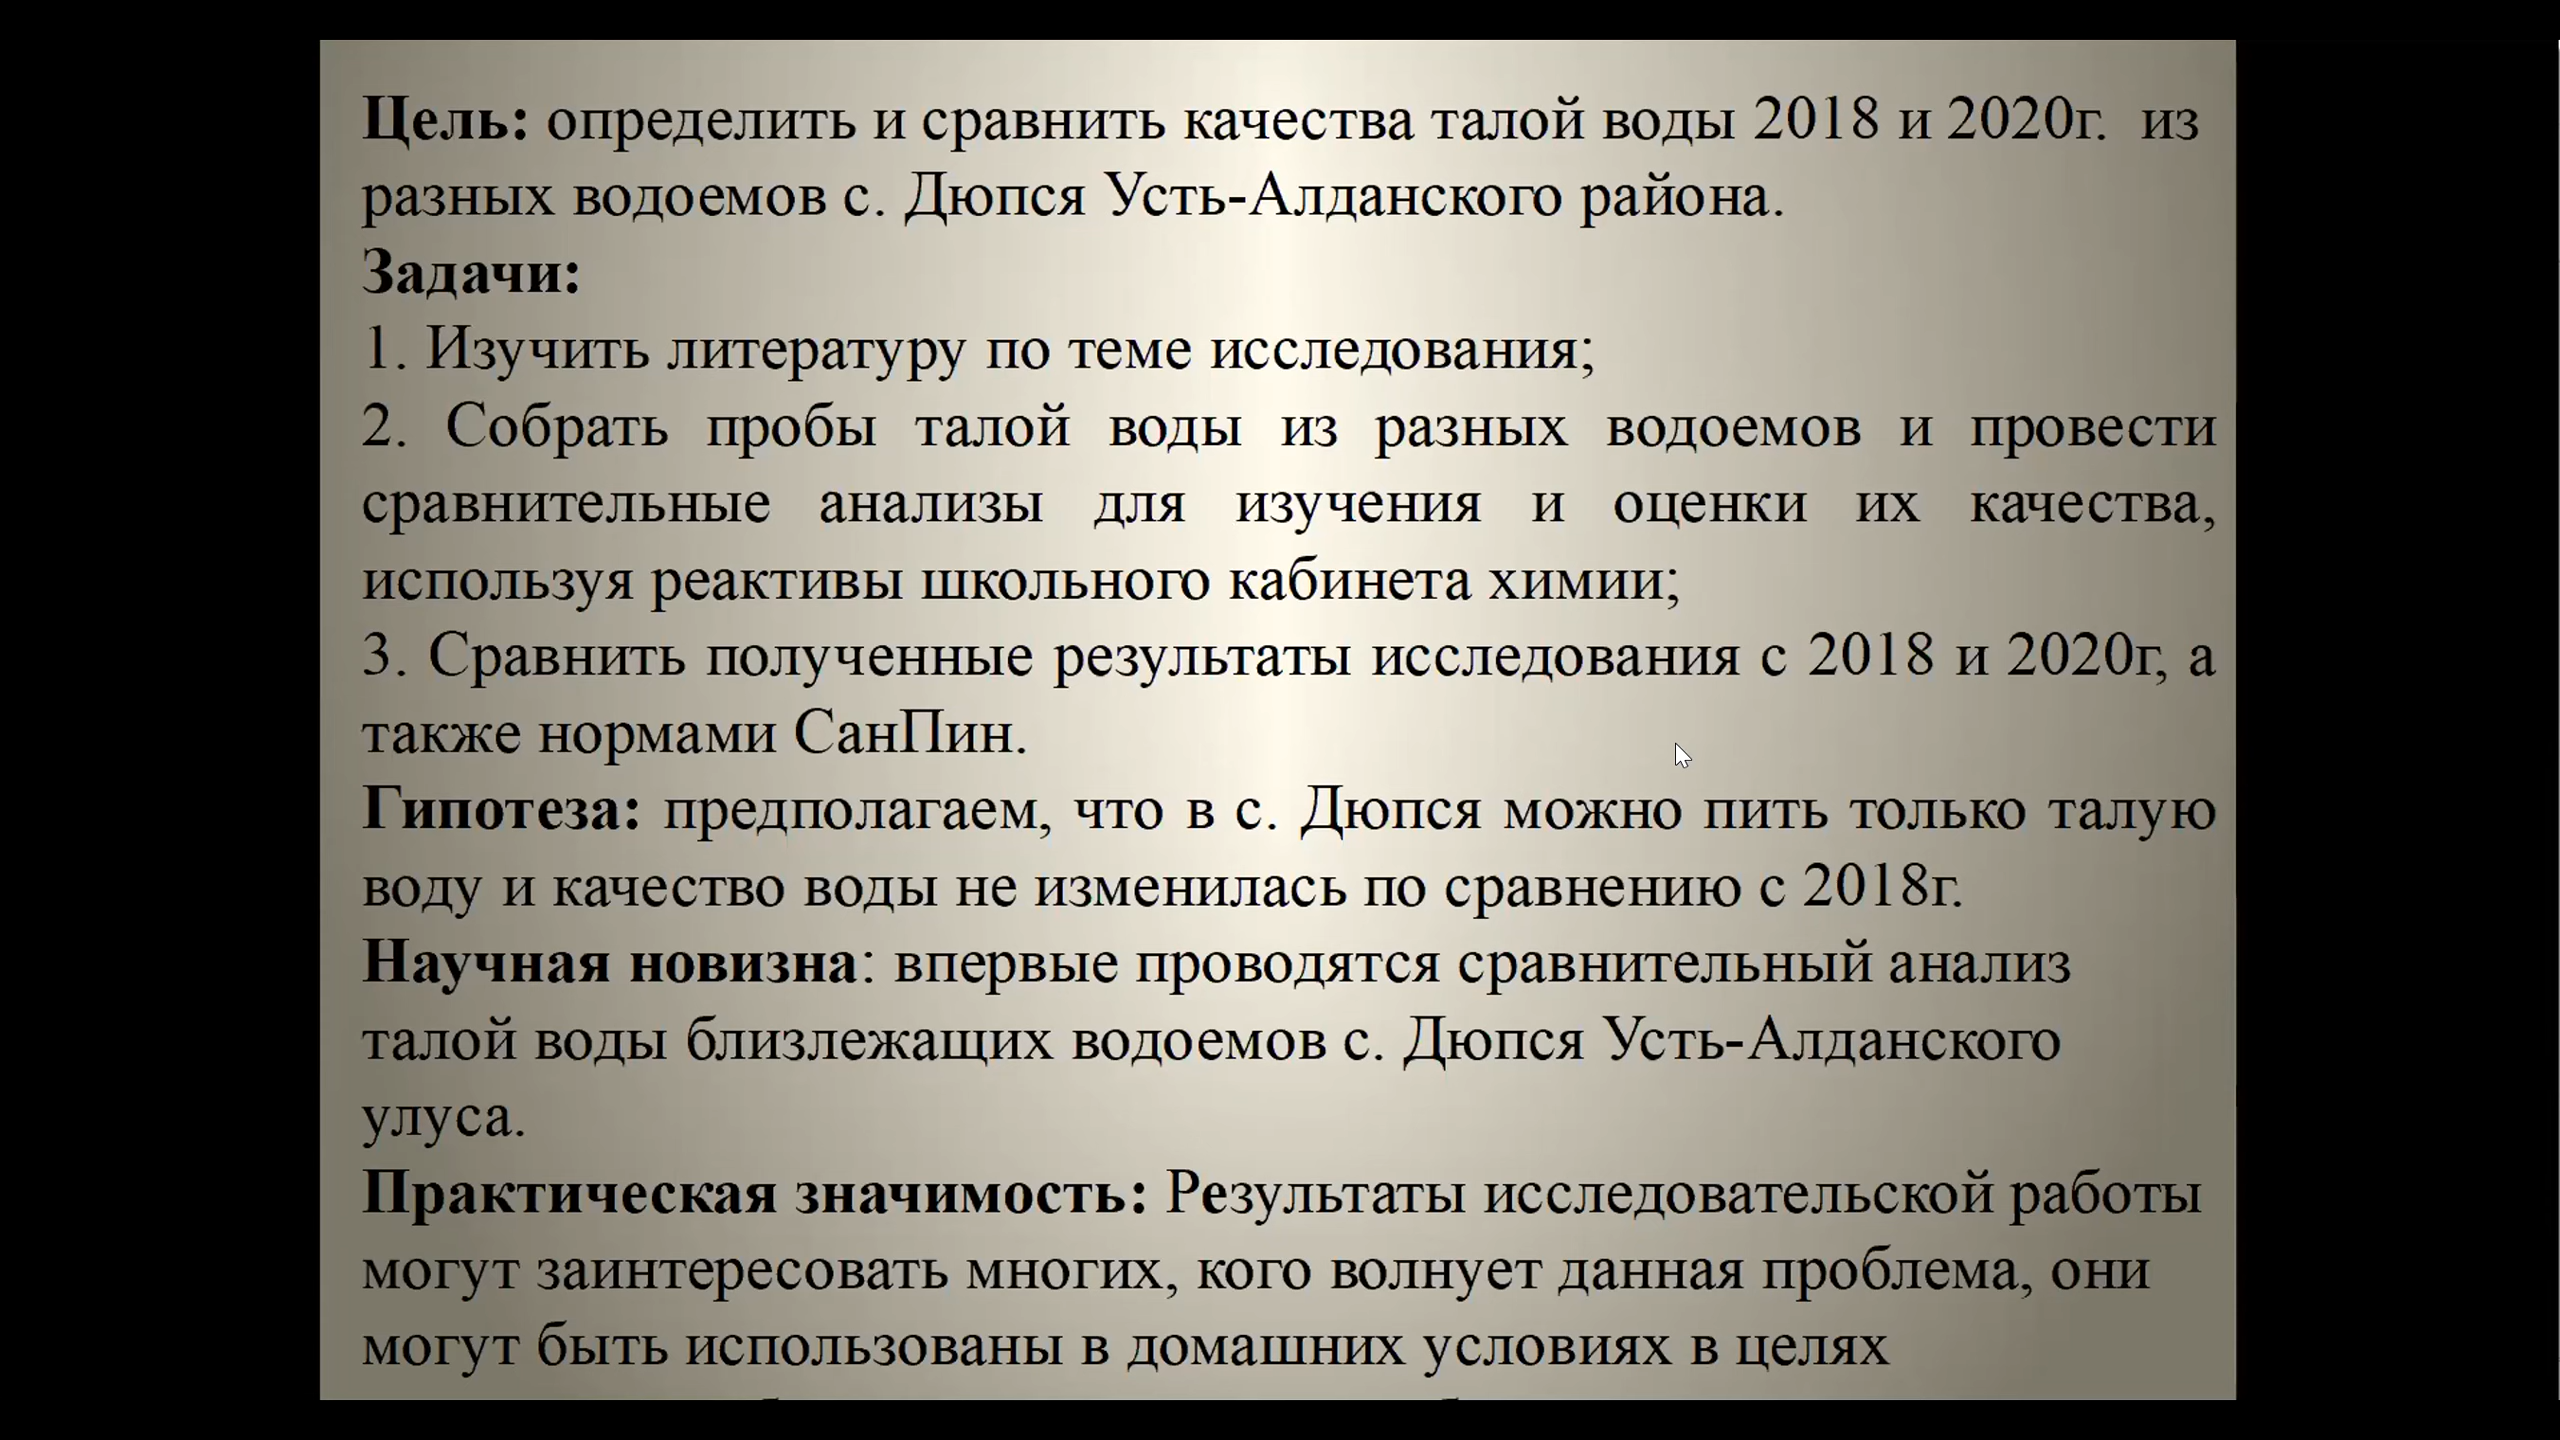 Цель: определить и сравнить качества талой воды 2018 и 2020г. из
разных водоемов с. Дюпся Усть-Алданского района.
Задачи:
1. Изучить литературу по теме исследования;
2. Собрать пробы талой воды из разных водоемов и провести
сравнительные анализы для изучения и оценки их качества,
используя реактивы школьного кабинета химии;
3. Сравнить полученные результаты исследования с 2018 и 2020г, а
также нормами СанПин.
Гипотеза: предполагаем, что в с. Дюпся можно пить только талую
воду и качество воды не изменилась по сравнению с 2018г.
Научная новизна: впервые проводятся сравнительный анализ
талой воды близлежащих водоемов с. Дюпся Усть-Алданского
улуса.
Практическая значимость: Результаты исследовательской работы
могут заинтересовать многих, кого волнует данная проблема, они
могут быть использованы в домашних условиях в целях